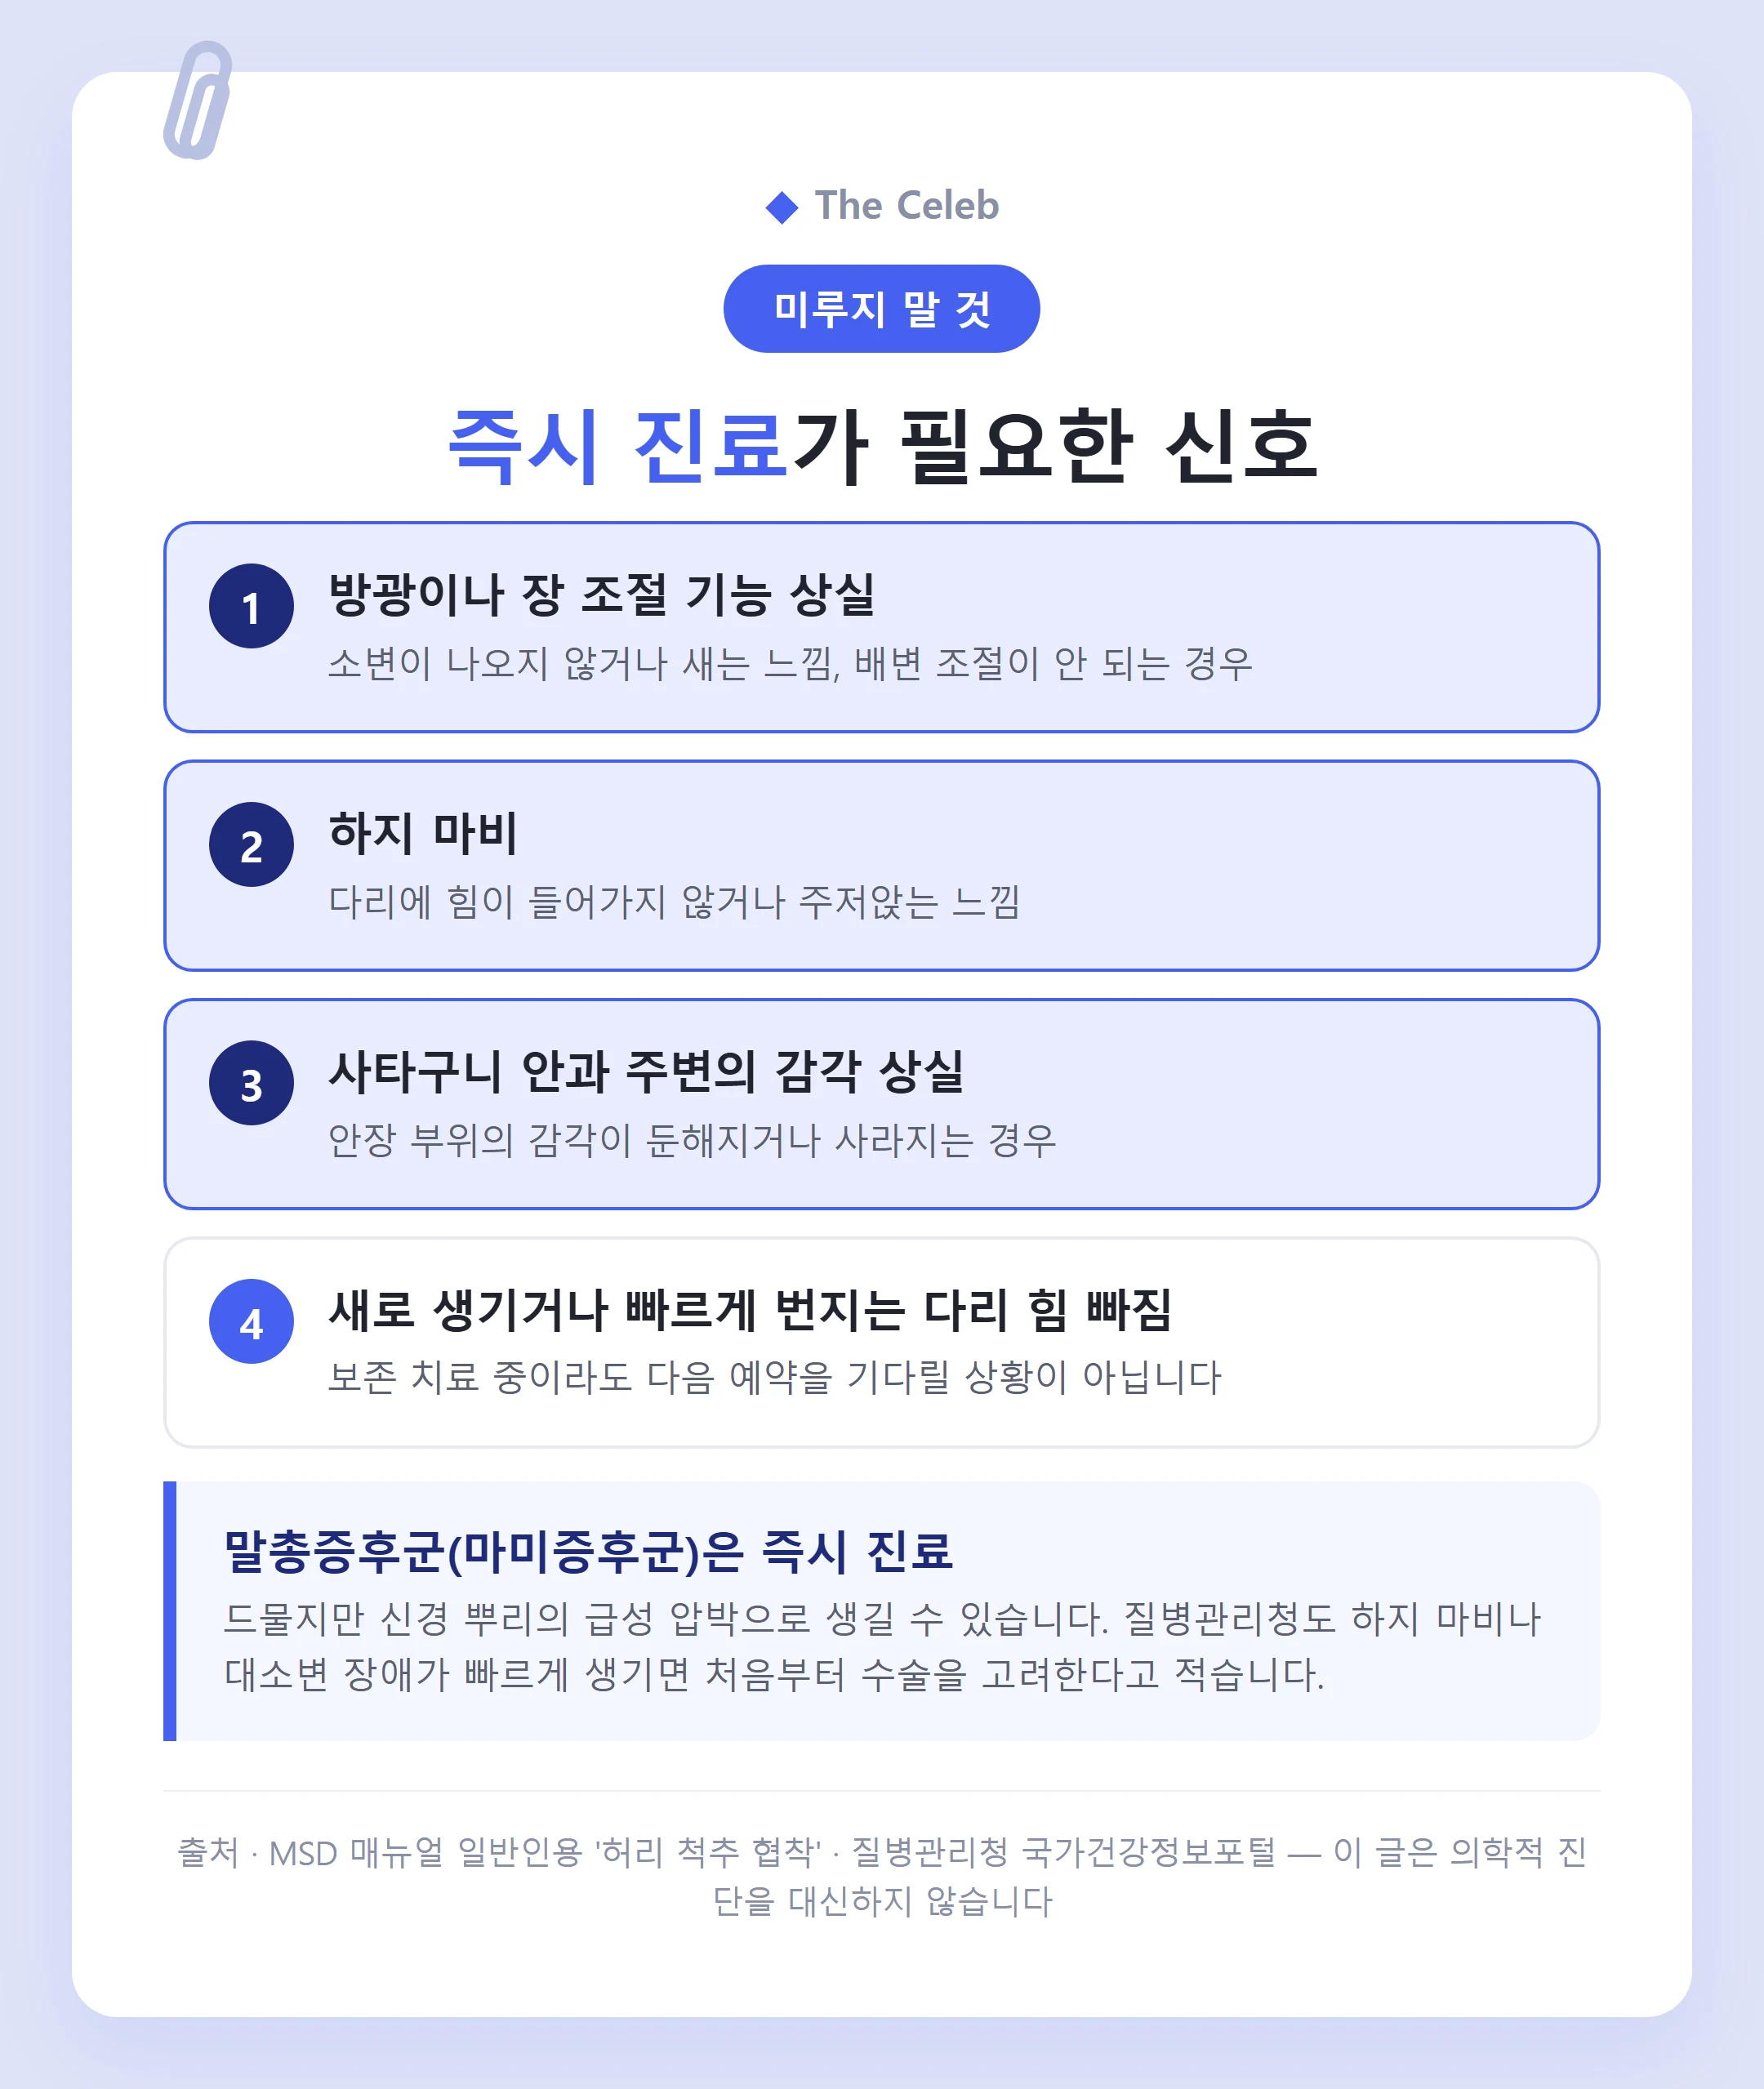 The Celeb
미루지 말 것
즉시 진료가 필요한 신호
1
방광이나 장 조절 기능 상실
소변이 나오지 않거나 새는 느낌, 배변 조절이 안 되는 경우
2
하지 마비
다리에 힘이 들어가지 않거나 주저앉는 느낌
3
사타구니 안과 주변의 감각 상실
안장 부위의 감각이 둔해지거나 사라지는 경우
4
새로 생기거나 빠르게 번지는 다리 힘 빠짐
보존 치료 중이라도 다음 예약을 기다릴 상황이 아닙니다
말총증후군(마미증후군)은 즉시 진료
드물지만 신경 뿌리의 급성 압박으로 생길 수 있습니다. 질병관리청도 하지 마비나
대소변 장애가 빠르게 생기면 처음부터 수술을 고려한다고 적습니다.
출처 · MSD 매뉴얼 일반인용 '허리 척추 협착' · 질병관리청 국가건강정보포털 — 이 글은 의학적 진
단을 대신하지 않습니다